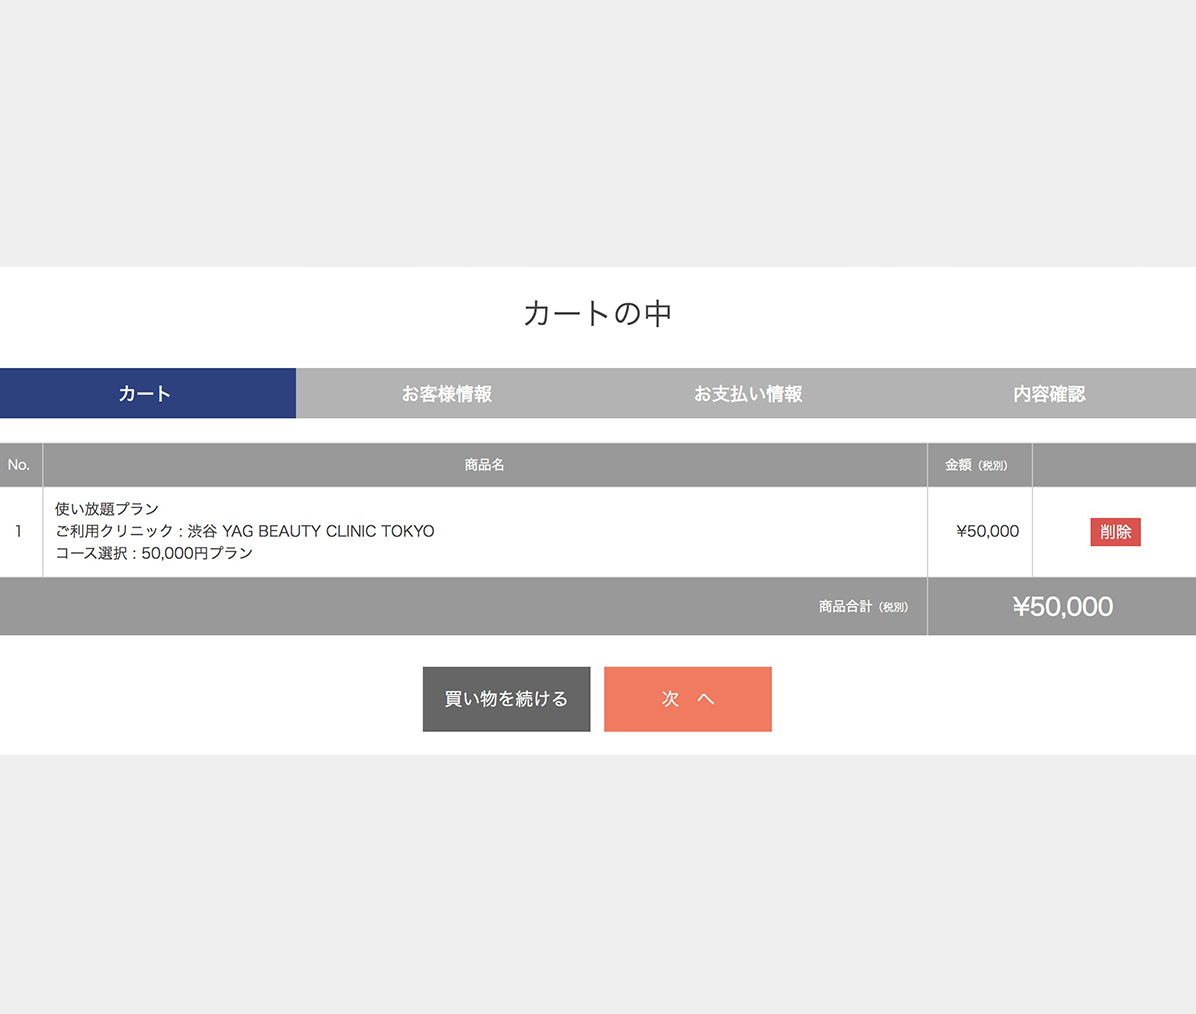 カートの中
カート
お客様情報
お支払い情報
内容確認
No.
商品名
金額（税別）
1
使い放題プラン
ご利用クリニック : 渋谷 YAG BEAUTY CLINIC TOKYO
コース選択 : 50,000円プラン
¥50,000
削除
商品合計（税別）
¥50,000
買い物を続ける
次　へ